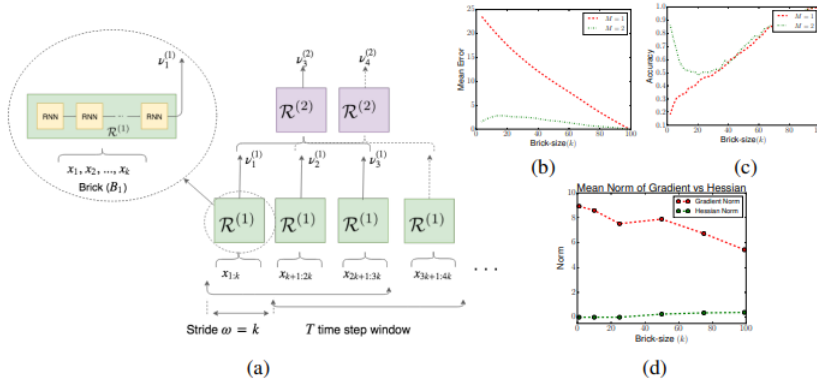 ν₁⁽¹⁾
RNN RNN ... RNN
ℛ⁽¹⁾
x₁, x₂, ..., xₖ
Brick (B₁)
ν₃⁽²⁾ ν₄⁽²⁾
ℛ⁽²⁾ ℛ⁽²⁾
ν₁⁽¹⁾ ν₂⁽¹⁾ ν₃⁽¹⁾
ℛ⁽¹⁾ ℛ⁽¹⁾ ℛ⁽¹⁾ ℛ⁽¹⁾
x₁:ₖ xₖ₊₁:₂ₖ x₂ₖ₊₁:₃ₖ x₃ₖ₊₁:₄ₖ ...
Stride ω = k T time step window
(a)
M = 1
M = 2
Mean Error
25
20
15
10
5
0
0 20 40 60 80 100
Brick-size(k)
(b)
M = 1
M = 2
Accuracy
1.0
0.9
0.8
0.7
0.6
0.5
0.4
0.3
0.2
0.1
0 20 40 60 80 100
Brick-size(k)
(c)
Mean Norm of Gradient vs Hessian
Gradient Norm
Hessian Norm
Norm
10
8
6
4
2
0
0 20 40 60 80 100
Brick-size (k)
(d)